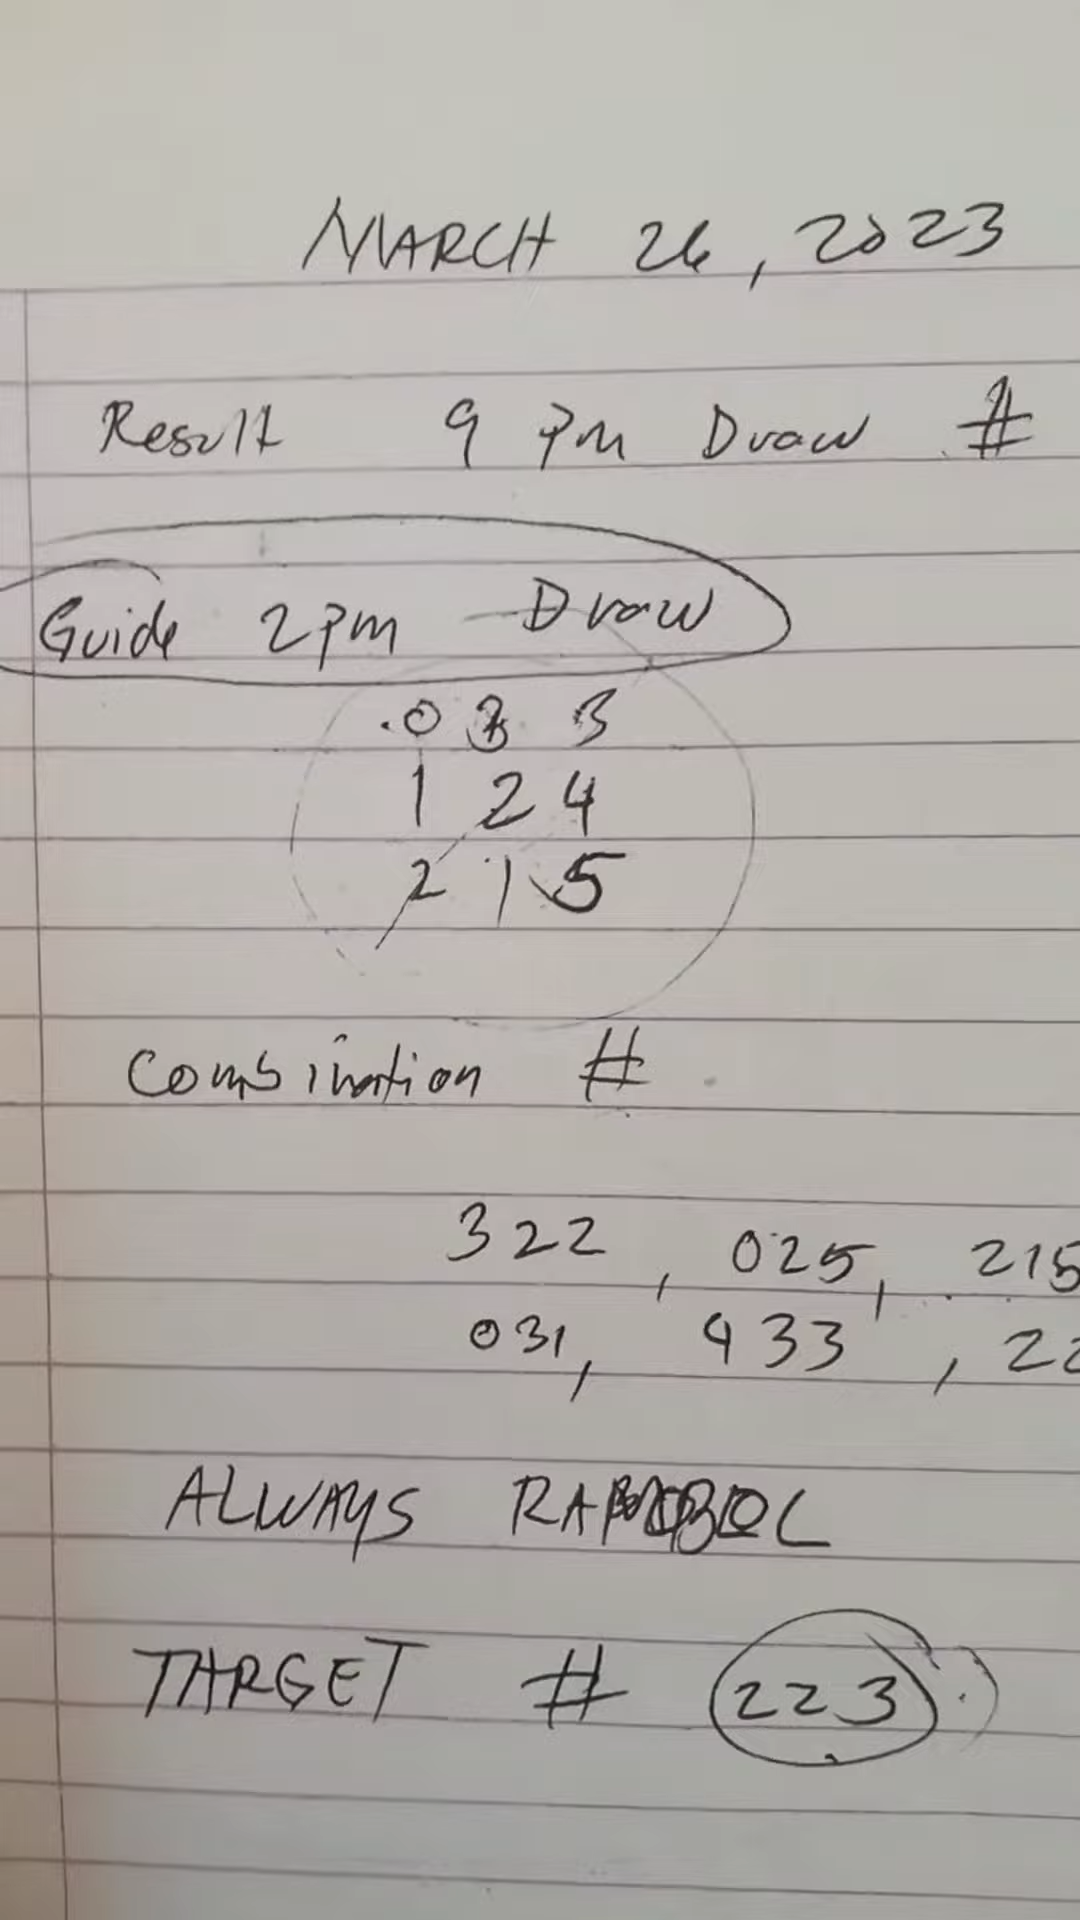 MARCH 26, 2023
Result 9 pm Draw #
Guide 2pm Draw
0 3 3
1 2 4
2 1 5
Combination #
322, 025, 215
031, 433, 22
ALWAYS
TARGET # 223